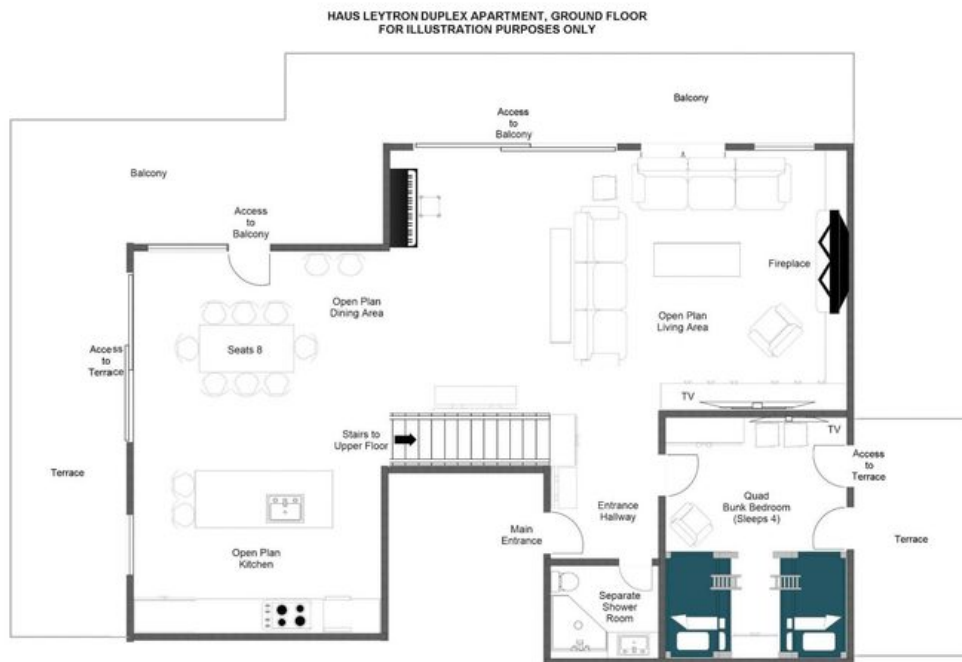 HAUS LEYTRON DUPLEX APARTMENT, GROUND FLOOR
FOR ILLUSTRATION PURPOSES ONLY
Balcony
Access
to
Balcony
Balcony
Access
to
Balcony
Fireplace
Open Plan
Dining Area
Open Plan
Living Area
Seats 8
Access
to
Terrace
TV
TV
Stairs to
Upper Floor
Access
to
Terrace
Terrace
Quad
Bunk Bedroom
(Sleeps 4)
Entrance
Hallway
Main
Entrance
Terrace
Open Plan
Kitchen
Separate
Shower
Room